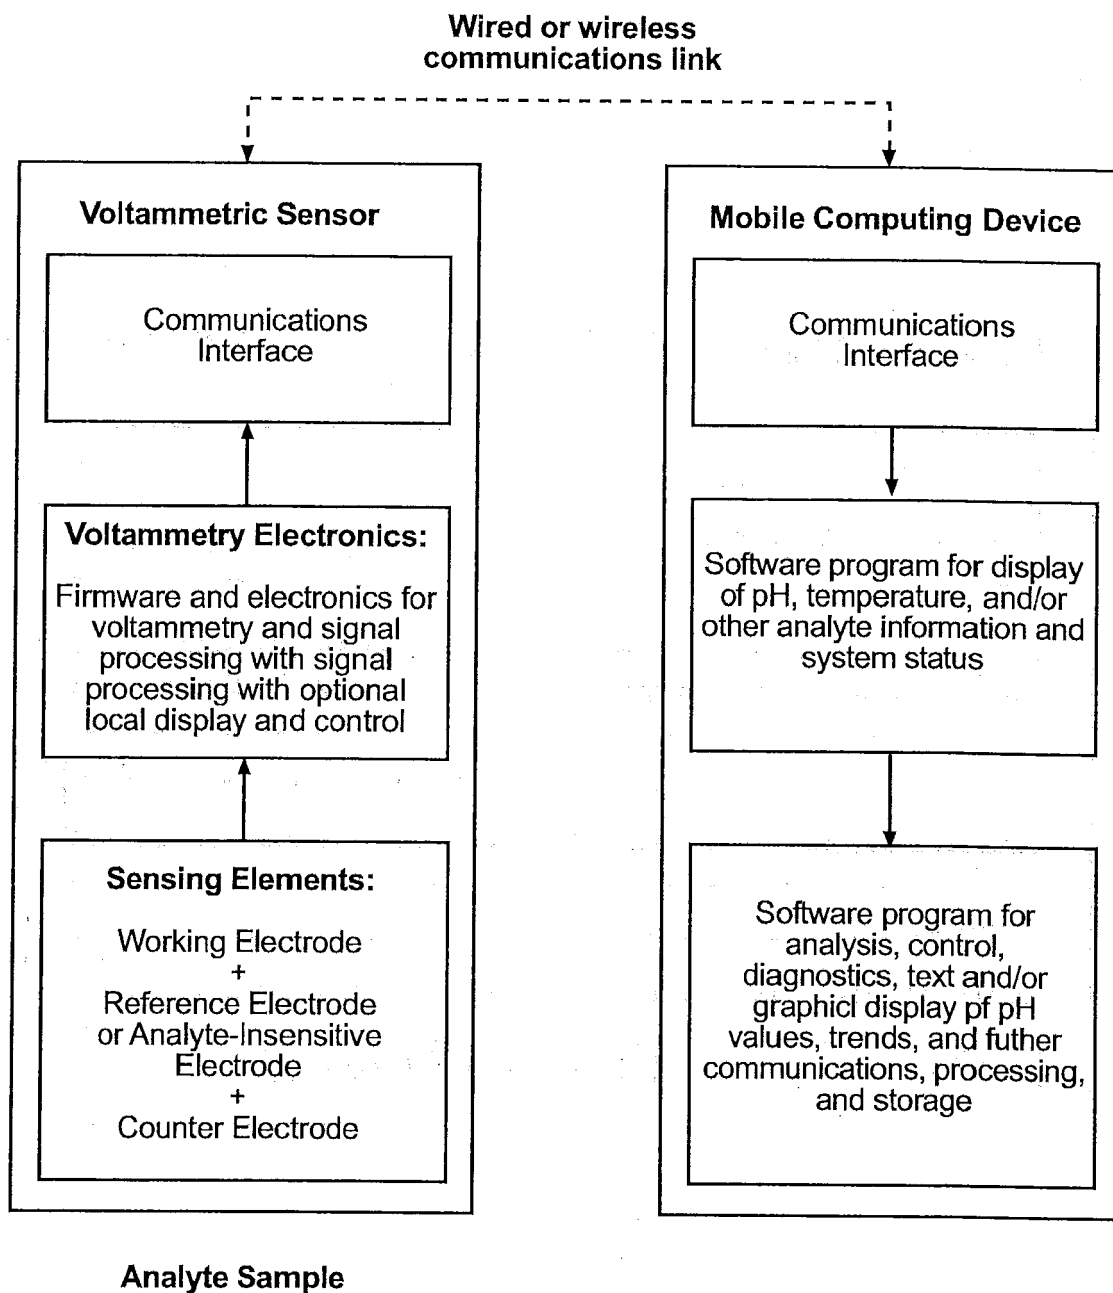 Wired or wireless
communications link
Voltammetric Sensor
Communications
Interface
Voltammetry Electronics:
Firmware and electronics for
voltammetry and signal
processing with signal
processing with optional
local display and control
Sensing Elements:
Working Electrode
+
Reference Electrode
or Analyte-Insensitive
Electrode
+
Counter Electrode
Analyte Sample
Mobile Computing Device
Communications
Interface
Software program for display
of pH, temperature, and/or
other analyte information and
system status
Software program for
analysis, control,
diagnostics, text and/or
graphicl display pf pH
values, trends, and futher
communications, processing,
and storage